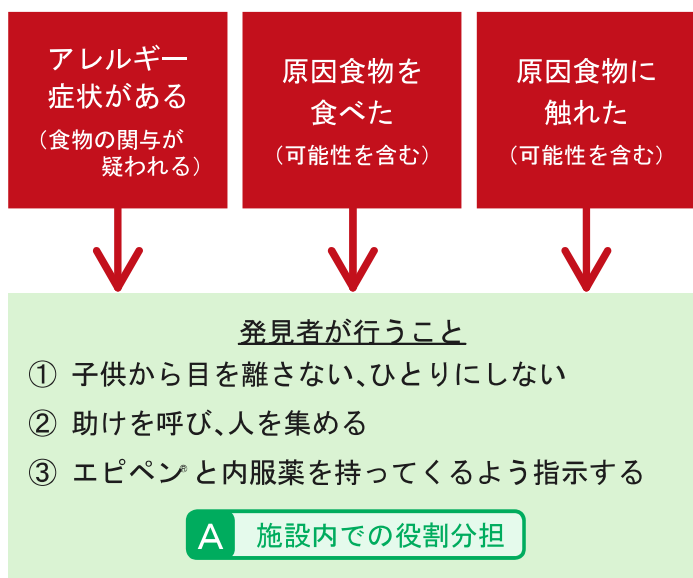 アレルギー
症状がある
（食物の関与が
疑われる）
原因食物を
食べた
（可能性を含む）
原因食物に
触れた
（可能性を含む）
発見者が行うこと
① 子供から目を離さない、ひとりにしない
② 助けを呼び、人を集める
③ エピペン®と内服薬を持ってくるよう指示する
A 施設内での役割分担